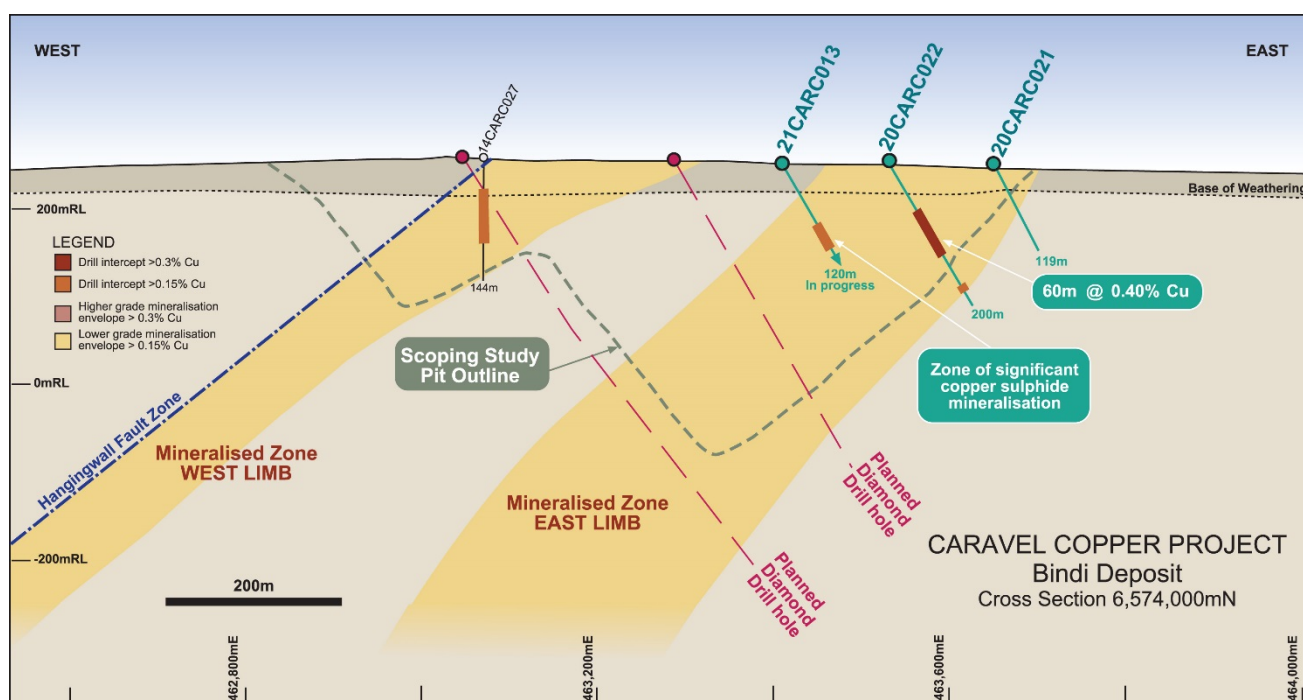 WEST
EAST
14CARC027
21CARC013
20CARC022
20CARC021
Base of Weathering
200mRL
LEGEND
Drill intercept >0.3% Cu
Drill intercept >0.15% Cu
Higher grade mineralisation
envelope > 0.3% Cu
Lower grade mineralisation
envelope > 0.15% Cu
144m
120m
In progress
119m
200m
60m @ 0.40% Cu
Scoping Study
Pit Outline
Zone of significant
copper sulphide
mineralisation
0mRL
Hangingwall Fault Zone
Mineralised Zone
WEST LIMB
Mineralised Zone
EAST LIMB
Planned
Diamond
Drill hole
Planned
Diamond
Drill hole
-200mRL
200m
CARAVEL COPPER PROJECT
Bindi Deposit
Cross Section 6,574,000mN
462,800mE
463,200mE
463,600mE
464,000mE